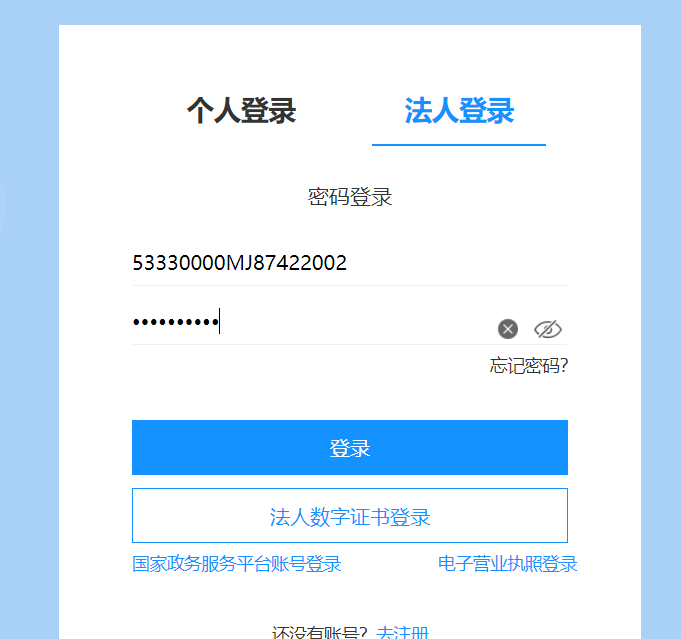 个人登录 法人登录
密码登录
53330000MJ87422002
••••••••••
忘记密码?
登录
法人数字证书登录
国家政务服务平台账号登录 电子营业执照登录
还没有账号? 去注册